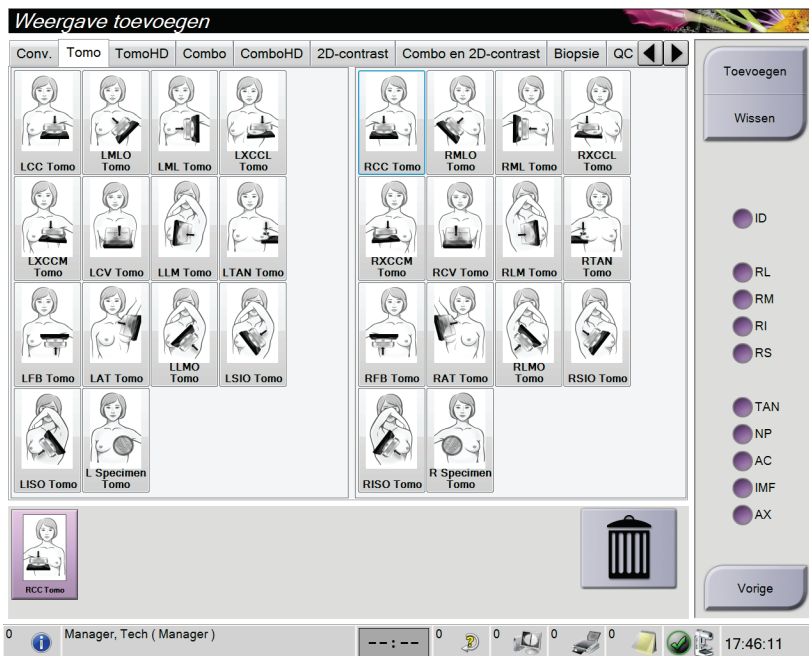 Weergave toevoegen
Conv. Tomo TomoHD Combo ComboHD 2D-contrast Combo en 2D-contrast Biopsie QC
LCC Tomo
LMLO
Tomo
LML Tomo
LXCCL
Tomo
LXCCM
Tomo
LCV Tomo
LLM Tomo
LTAN Tomo
LFB Tomo
LAT Tomo
LLMO
Tomo
LSIO Tomo
LISO Tomo
L Specimen
Tomo
RCC Tomo
RMLO
Tomo
RML Tomo
RXCCL
Tomo
RXCCM
Tomo
RCV Tomo
RLM Tomo
RTAN
Tomo
RFB Tomo
RAT Tomo
RLMO
Tomo
RSIO Tomo
RISO Tomo
R Specimen
Tomo
Toevoegen
Wissen
ID
RL
RM
RI
RS
TAN
NP
AC
IMF
AX
RCC Tomo
Vorige
0 Manager, Tech ( Manager ) --:-- 0 0 0 0 17:46:11